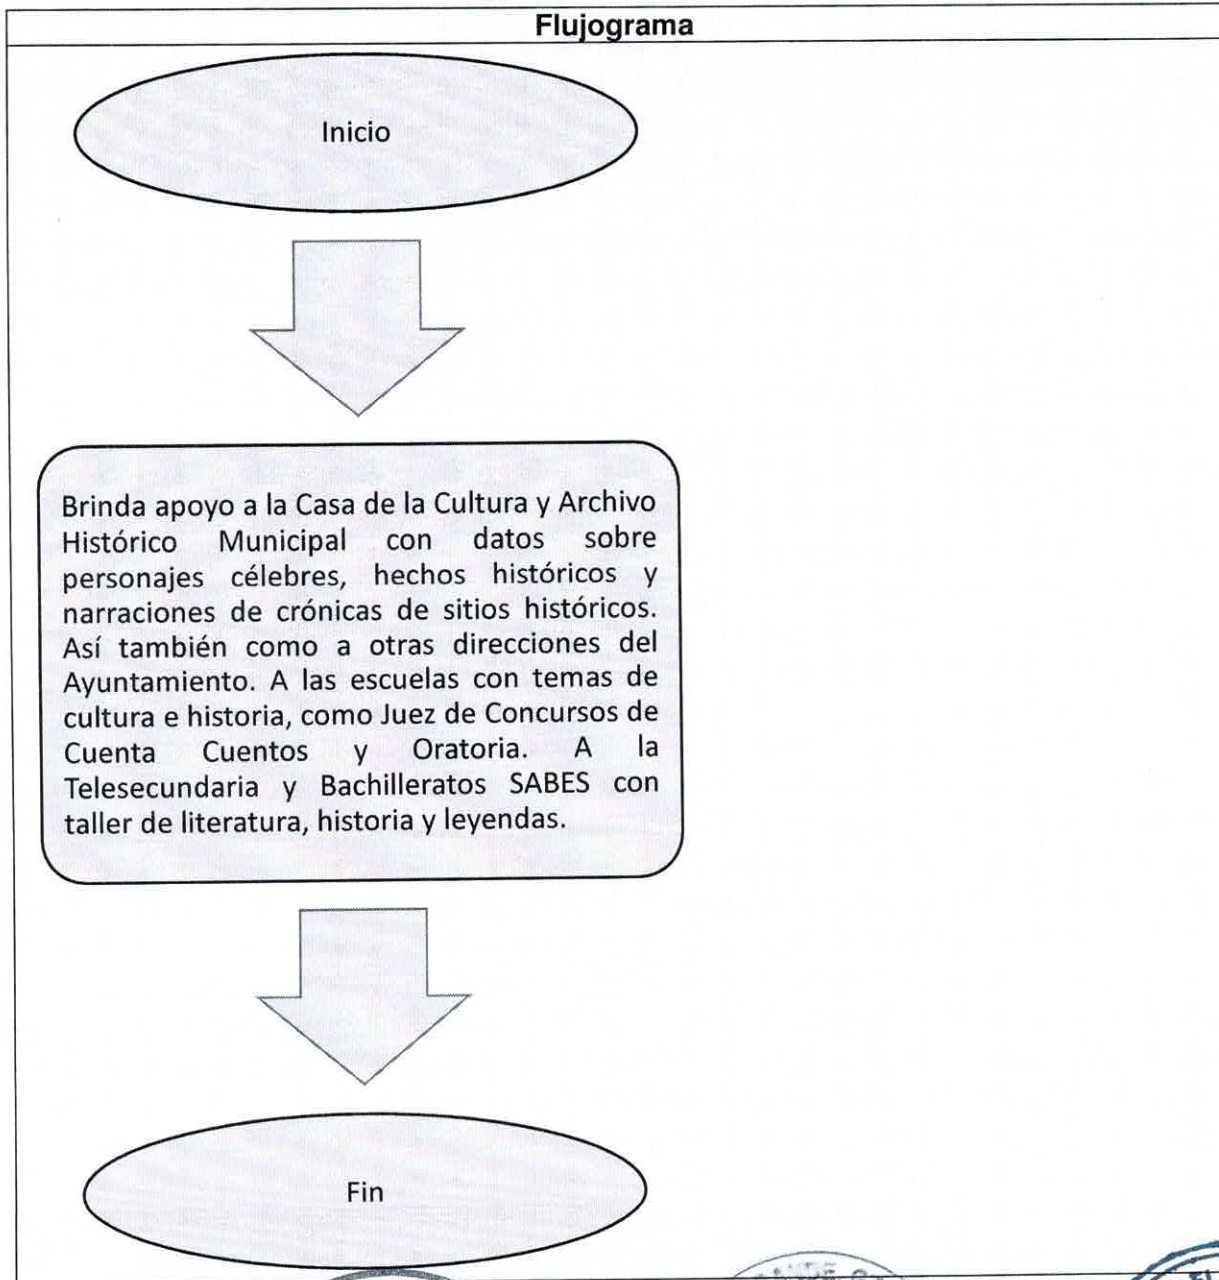 Flujograma
Inicio
Brinda apoyo a la Casa de la Cultura y Archivo
Histórico Municipal con datos sobre
personajes célebres, hechos históricos y
narraciones de crónicas de sitios históricos.
Así también como a otras direcciones del
Ayuntamiento. A las escuelas con temas de
cultura e historia, como Juez de Concursos de
Cuenta Cuentos y Oratoria. A la
Telesecundaria y Bachilleratos SABES con
taller de literatura, historia y leyendas.
Fin